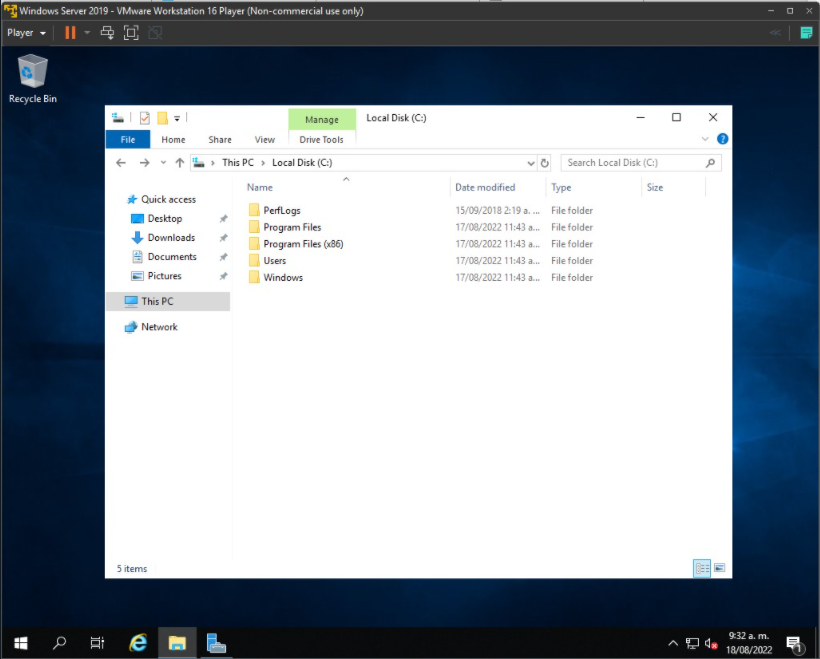 Windows Server 2019 - VMware Workstation 16 Player (Non-commercial use only)
Player
Recycle Bin
Manage
Local Disk (C:)
File
Home
Share
View
Drive Tools
This PC > Local Disk (C:)
Search Local Disk (C:)
Name
Date modified
Type
Size
Quick access
Desktop
Downloads
Documents
Pictures
This PC
Network
PerfLogs 15/09/2018 2:19 a. ... File folder
Program Files 17/08/2022 11:43 a... File folder
Program Files (x86) 17/08/2022 11:43 a... File folder
Users 17/08/2022 11:43 a... File folder
Windows 17/08/2022 11:43 a... File folder
5 items
9:32 a. m.
18/08/2022
1